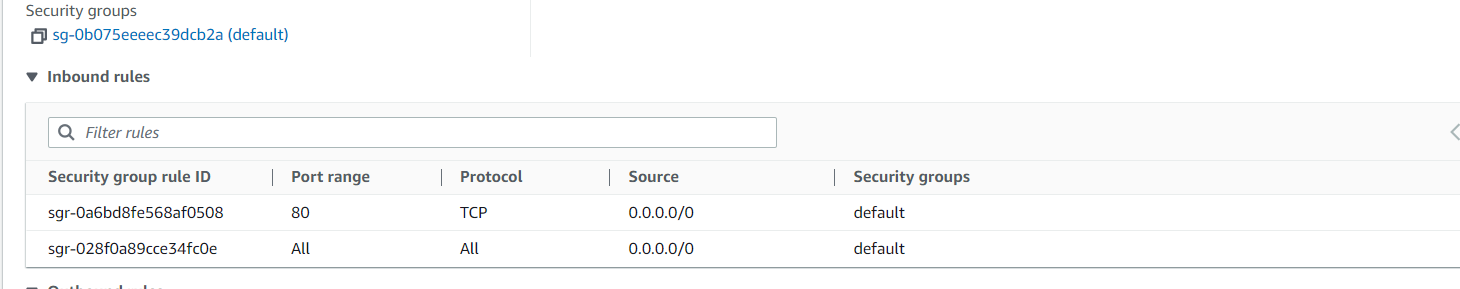 Security groups
sg-0b075eeeec39dcb2a (default)
Inbound rules
Filter rules
Security group rule ID Port range Protocol Source Security groups
sgr-0a6bd8fe568af0508 80 TCP 0.0.0.0/0 default
sgr-028f0a89cce34fc0e All All 0.0.0.0/0 default